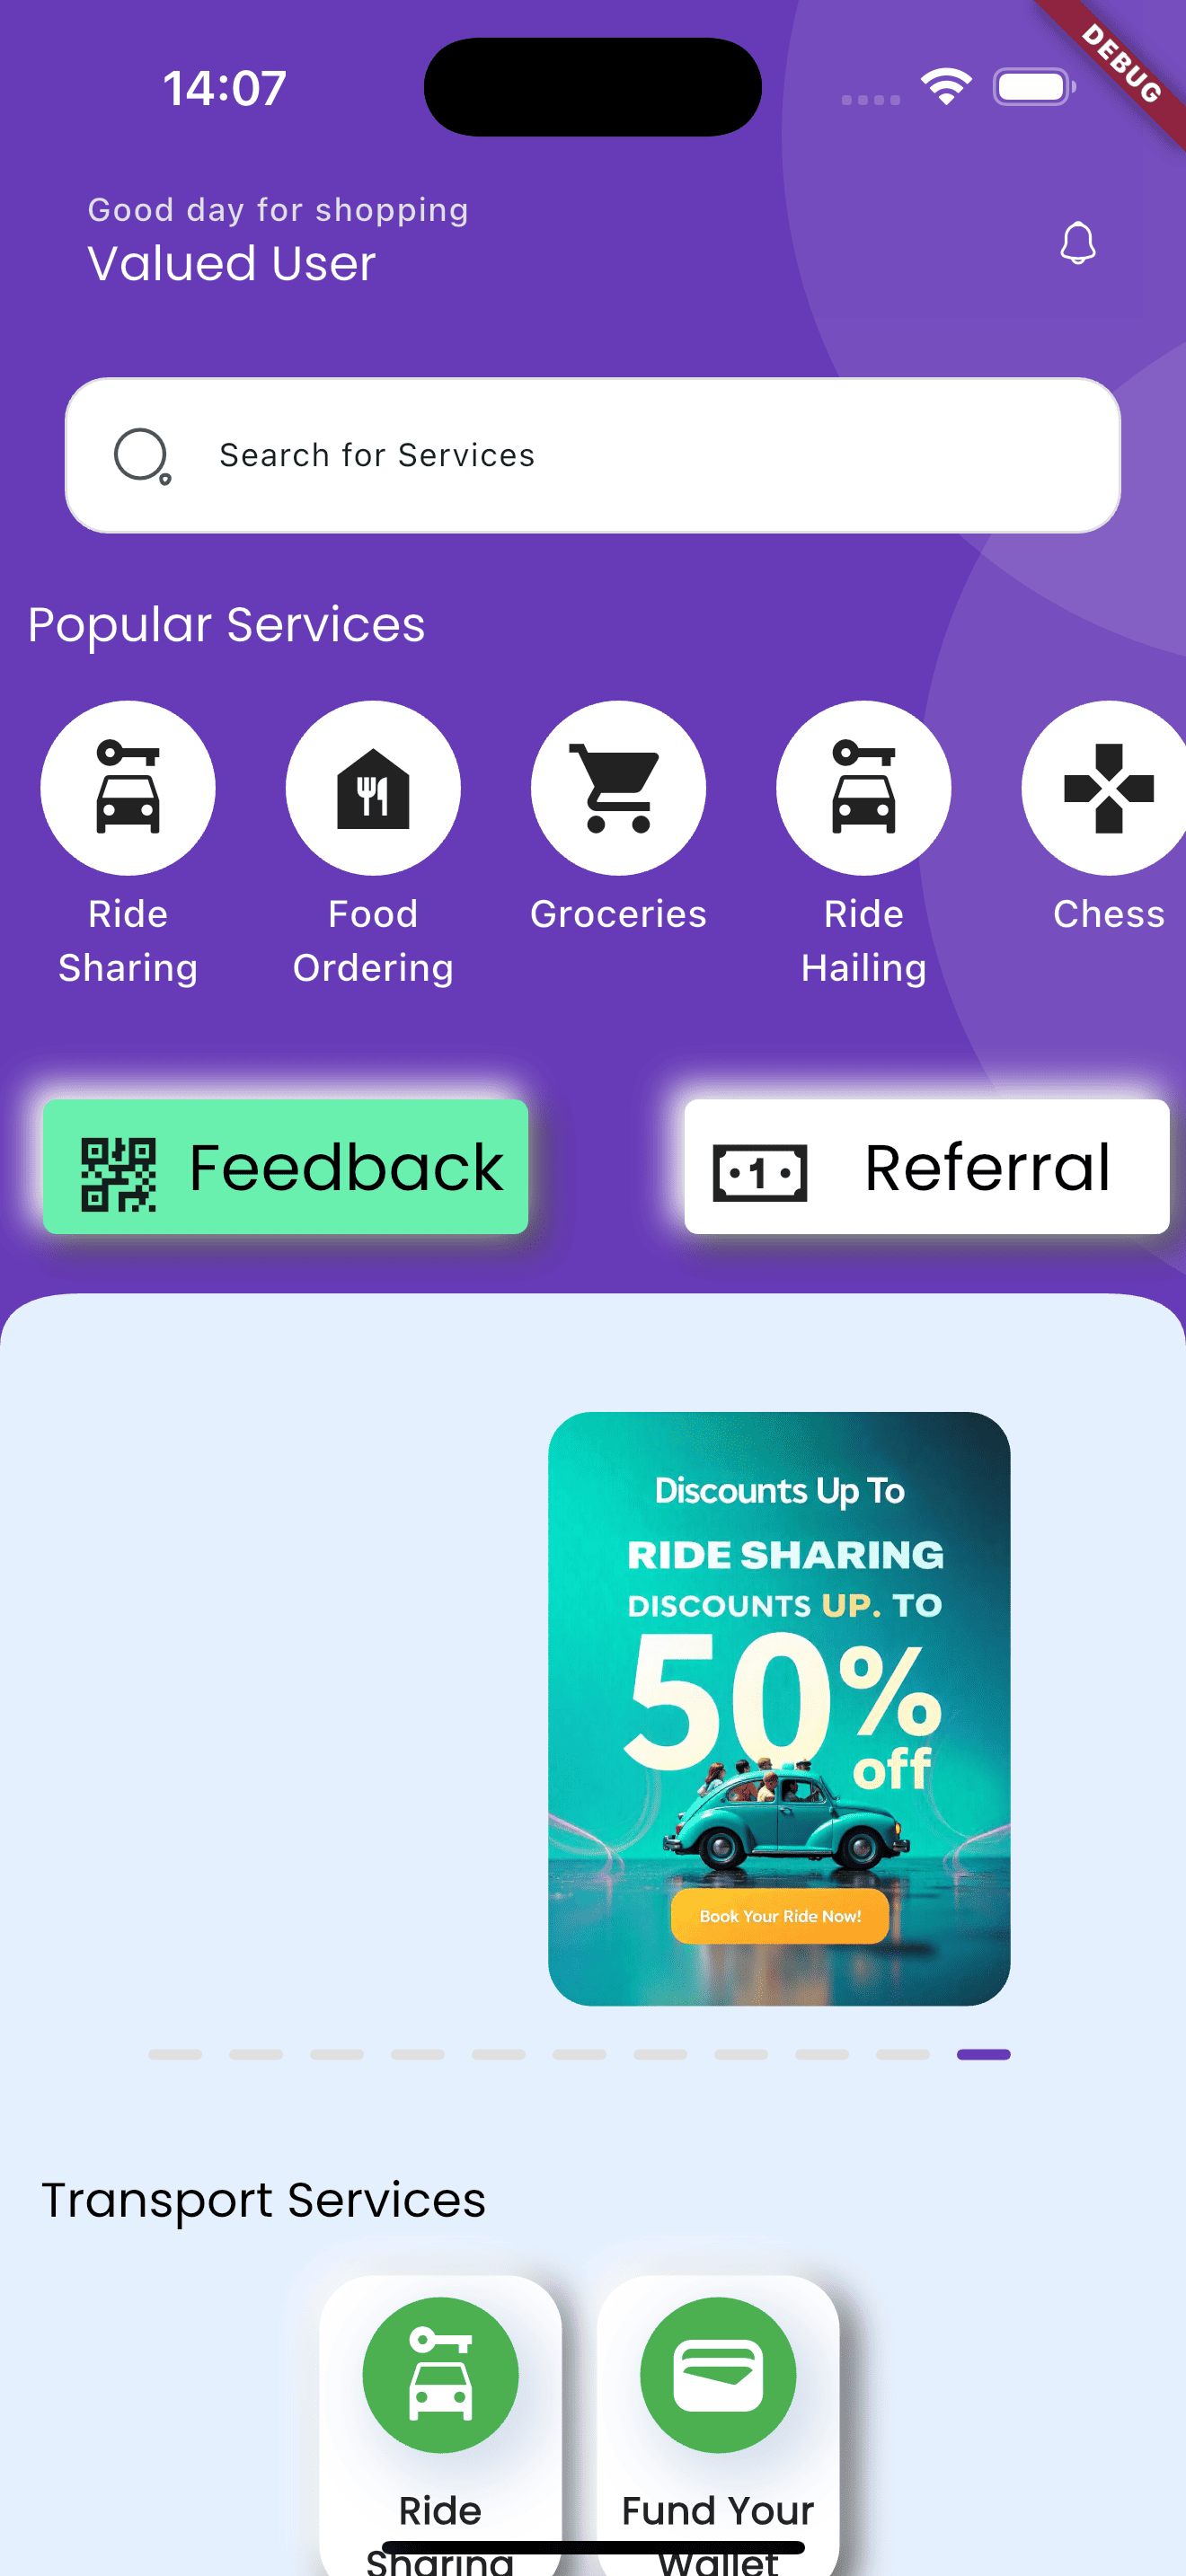 14:07
DEBUG
Good day for shopping
Valued User
Search for Services
Popular Services
Ride
Sharing
Food
Ordering
Groceries
Ride
Hailing
Chess
Feedback
1
Referral
Discounts Up To
RIDE SHARING
DISCOUNTS UP. TO
50%
off
Book Your Ride Now!
Transport Services
Ride
Sharing
Fund Your
Wallet